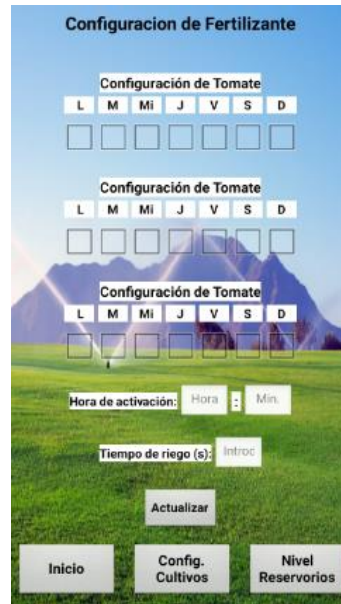 Configuracion de Fertilizante
Configuración de Tomate
L M Mi J V S D
Configuración de Tomate
L M Mi J V S D
Configuración de Tomate
L M Mi J V S D
Hora de activación: Hora : Min.
Tiempo de riego (s): Introc
Actualizar
Inicio
Config.
Cultivos
Nivel
Reservorios